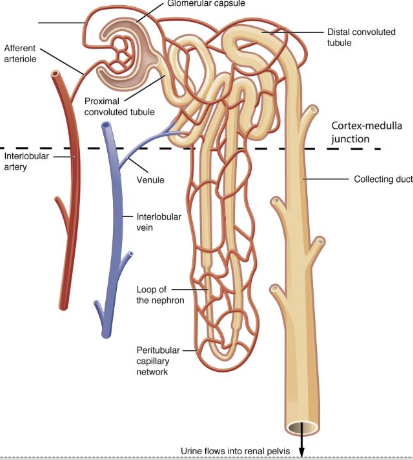 Glomerular capsule
Distal convoluted
tubule
Afferent
arteriole
Proximal
convoluted tubule
Cortex-medulla
junction
Interlobular
artery
Venule
Collecting duct
Interlobular
vein
Loop of
the nephron
Peritubular
capillary
network
Urine flows into renal pelvis